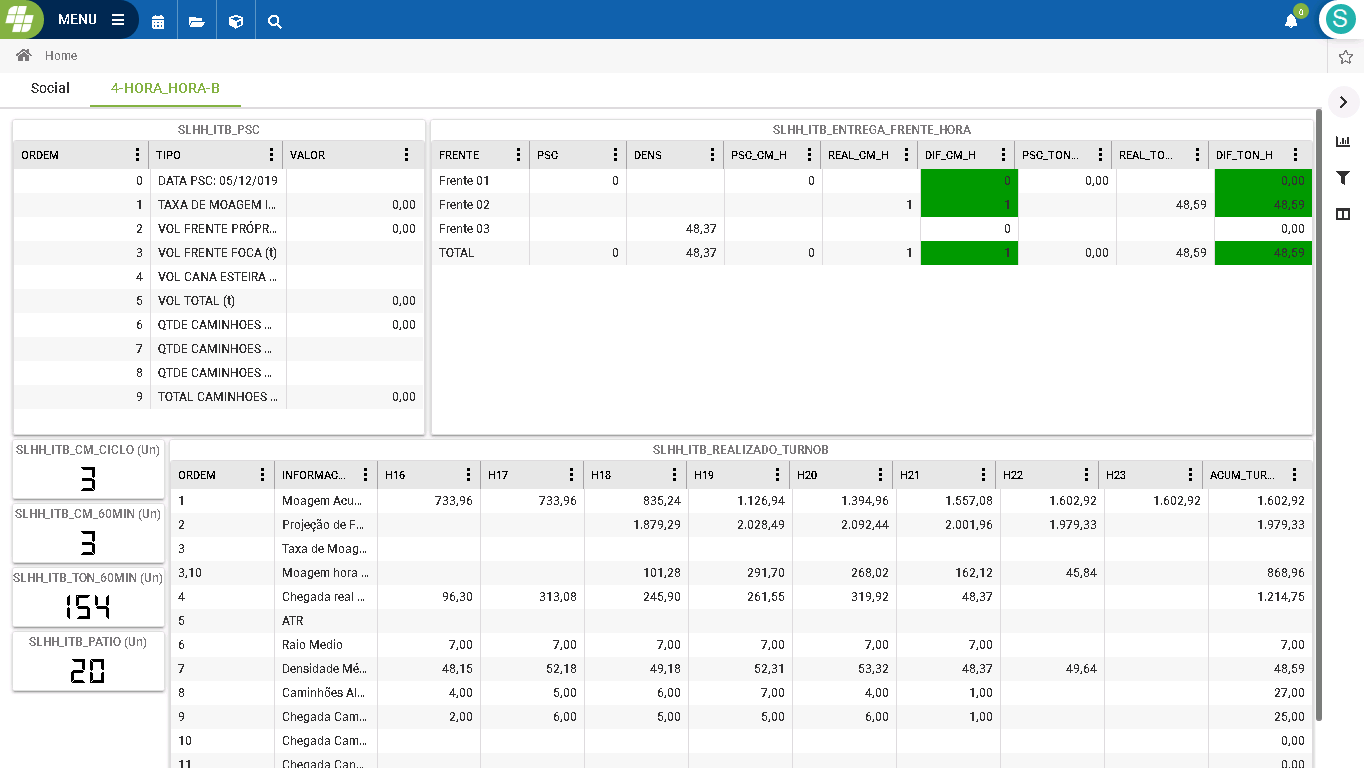 MENU
0
S
Home
Social 4-HORA_HORA-B
SLHH_ITB_PSC
ORDEM TIPO VALOR
0 DATA PSC: 05/12/019
1 TAXA DE MOAGEM I... 0,00
2 VOL FRENTE PRÓPR... 0,00
3 VOL FRENTE FOCA (t)
4 VOL CANA ESTEIRA ...
5 VOL TOTAL (t) 0,00
6 QTDE CAMINHOES ... 0,00
7 QTDE CAMINHOES ...
8 QTDE CAMINHOES ...
9 TOTAL CAMINHOES ... 0,00
SLHH_ITB_ENTREGA_FRENTE_HORA
FRENTE PSC DENS PSC_CM_H REAL_CM_H DIF_CM_H PSC_TON... REAL_TO... DIF_TON_H
Frente 01 0 0 0 0,00 0,00
Frente 02 1 1 48,59 48,59
Frente 03 48,37 0 0,00
TOTAL 0 48,37 0 1 1 0,00 48,59 48,59
SLHH_ITB_CM_CICLO (Un)
3
SLHH_ITB_CM_60MIN (Un)
3
SLHH_ITB_TON_60MIN (Un)
154
SLHH_ITB_PATIO (Un)
20
SLHH_ITB_REALIZADO_TURNOB
ORDEM INFORMAC... H16 H17 H18 H19 H20 H21 H22 H23 ACUM_TUR...
1 Moagem Acu... 733,96 733,96 835,24 1.126,94 1.394,96 1.557,08 1.602,92 1.602,92 1.602,92
2 Projeção de F... 1.879,29 2.028,49 2.092,44 2.001,96 1.979,33 1.979,33
3 Taxa de Moag...
3,10 Moagem hora ... 101,28 291,70 268,02 162,12 45,84 868,96
4 Chegada real ... 96,30 313,08 245,90 261,55 319,92 48,37 1.214,75
5 ATR
6 Raio Medio 7,00 7,00 7,00 7,00 7,00 7,00 7,00
7 Densidade Mé... 48,15 52,18 49,18 52,31 53,32 48,37 49,64 48,59
8 Caminhões Al... 4,00 5,00 6,00 7,00 4,00 1,00 27,00
9 Chegada Cam... 2,00 6,00 5,00 5,00 6,00 1,00 25,00
10 Chegada Cam... 0,00
11 Chegada Can... 0,00